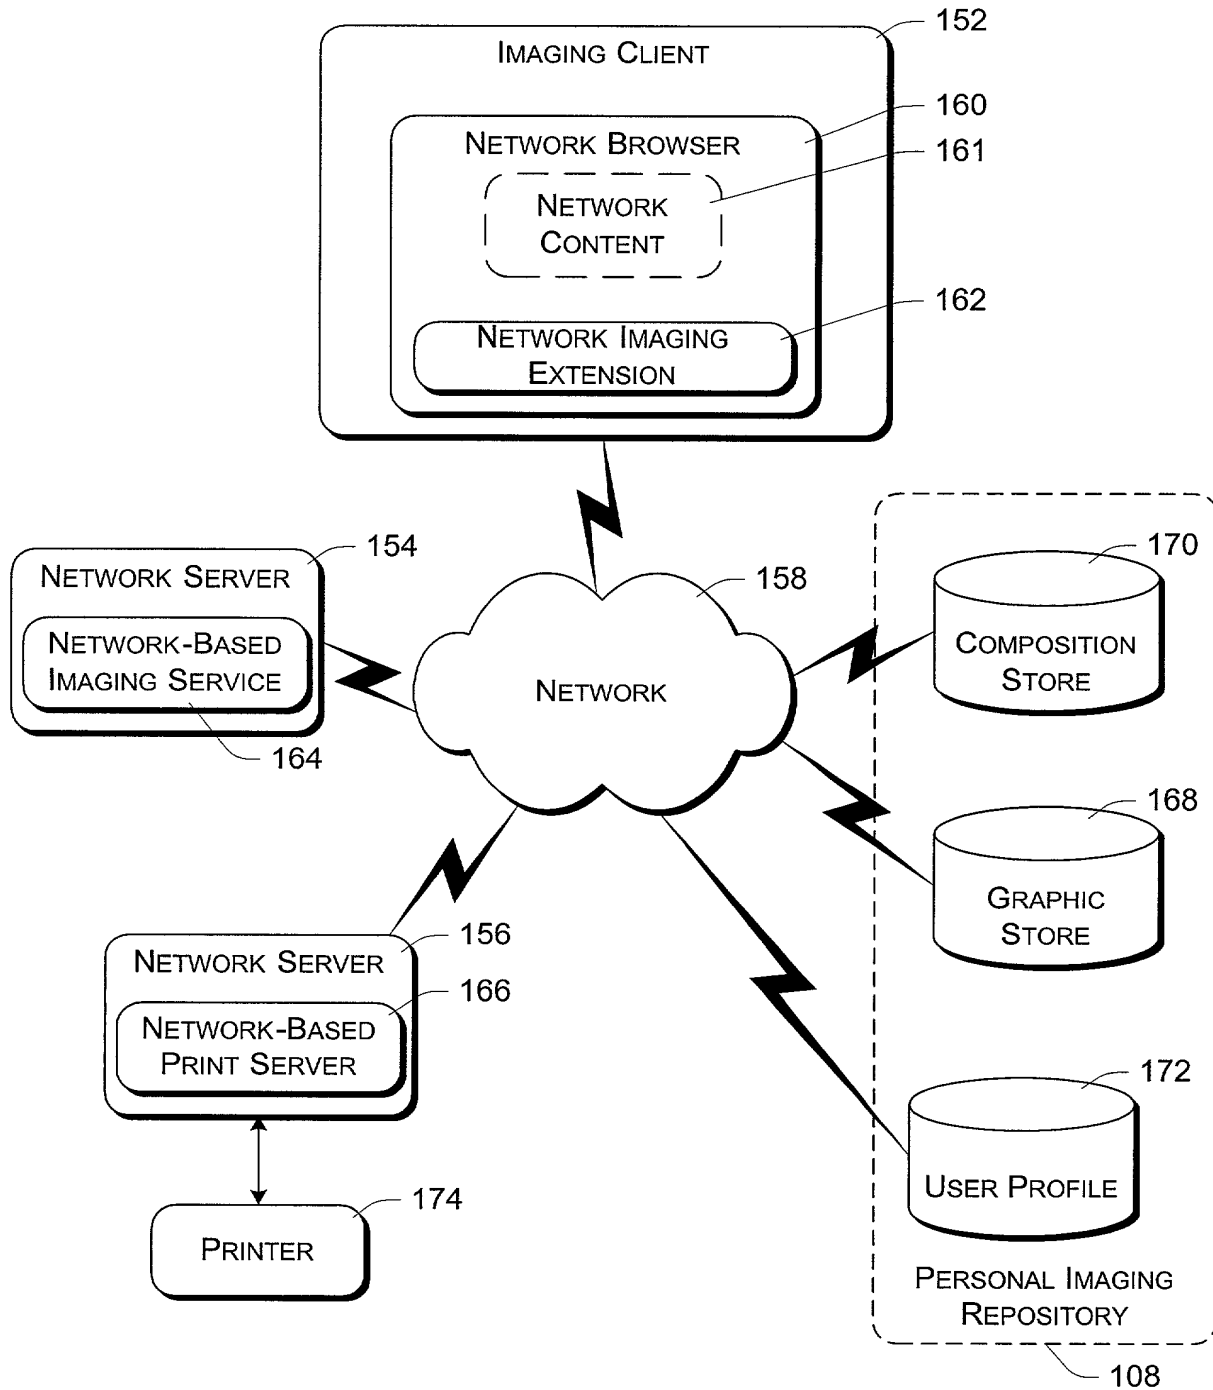 152
IMAGING CLIENT
160
NETWORK BROWSER
161
NETWORK
CONTENT
162
NETWORK IMAGING
EXTENSION
154
NETWORK SERVER
NETWORK-BASED
IMAGING SERVICE
164
158
NETWORK
170
COMPOSITION
STORE
168
GRAPHIC
STORE
156
NETWORK SERVER
166
NETWORK-BASED
PRINT SERVER
174
PRINTER
172
USER PROFILE
PERSONAL IMAGING
REPOSITORY
108